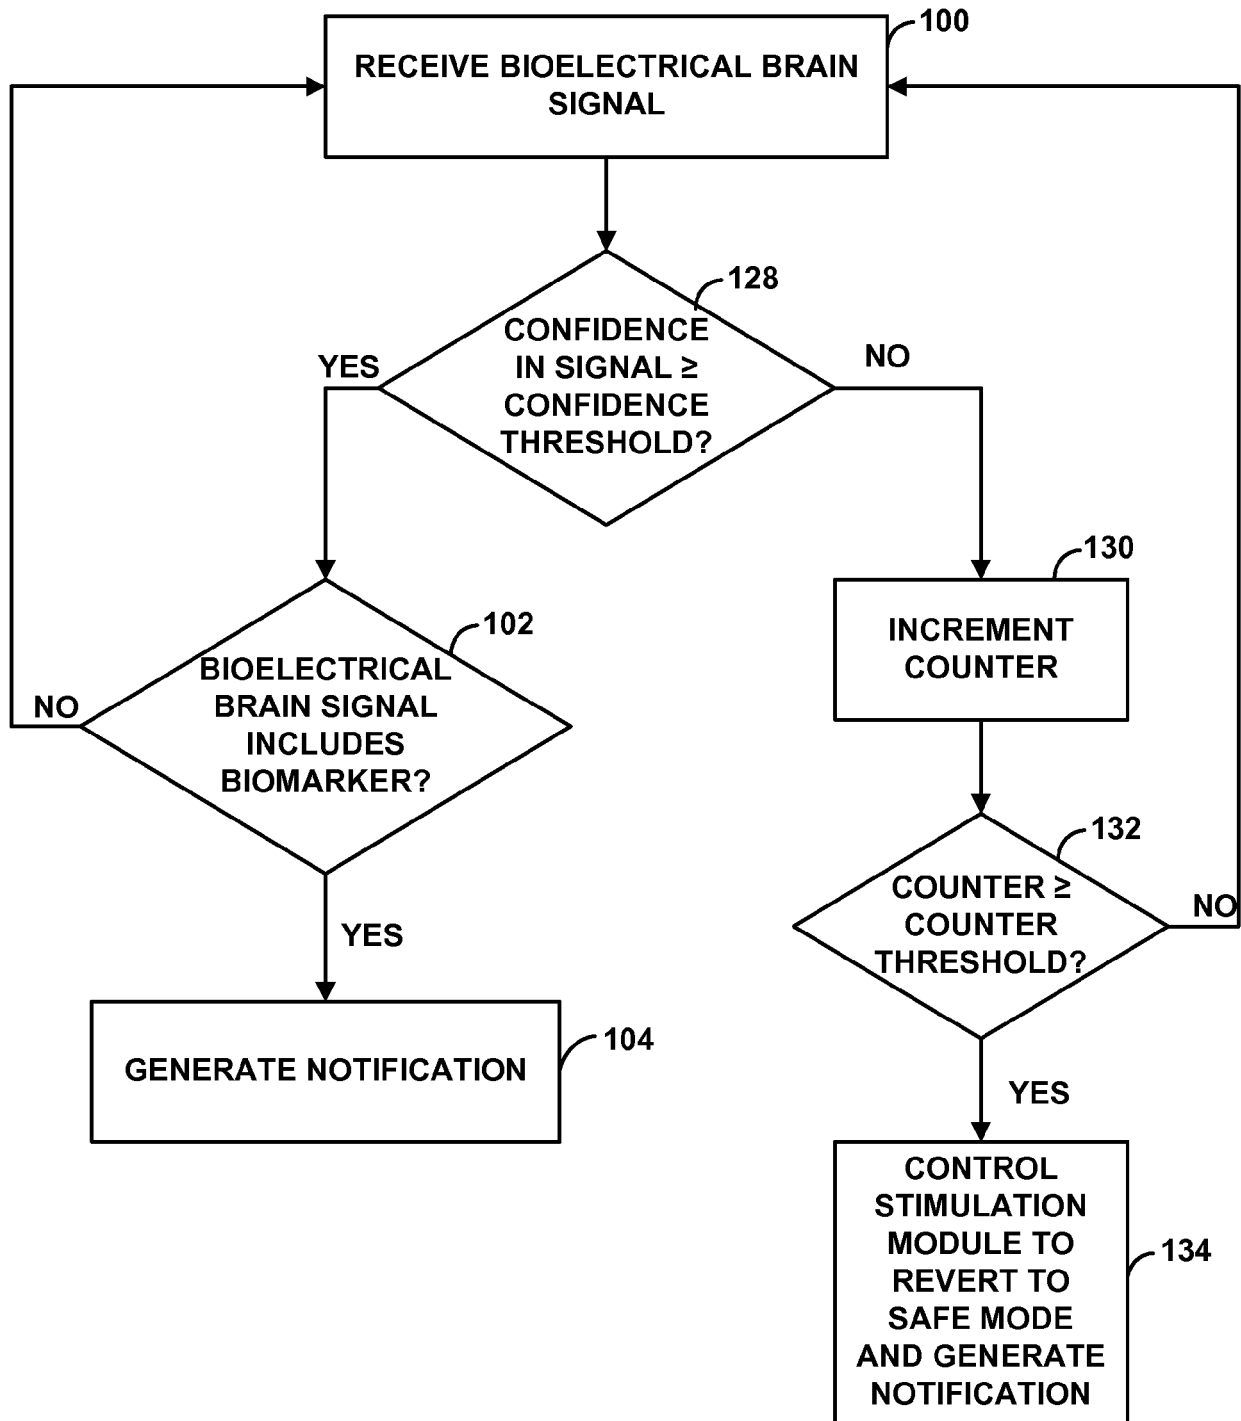 100
RECEIVE BIOELECTRICAL BRAIN
SIGNAL
128
CONFIDENCE
IN SIGNAL ≥
CONFIDENCE
THRESHOLD?
YES
NO
130
INCREMENT
COUNTER
102
BIOELECTRICAL
BRAIN SIGNAL
INCLUDES
BIOMARKER?
NO
YES
132
COUNTER ≥
COUNTER
THRESHOLD?
NO
YES
104
GENERATE NOTIFICATION
134
CONTROL
STIMULATION
MODULE TO
REVERT TO
SAFE MODE
AND GENERATE
NOTIFICATION